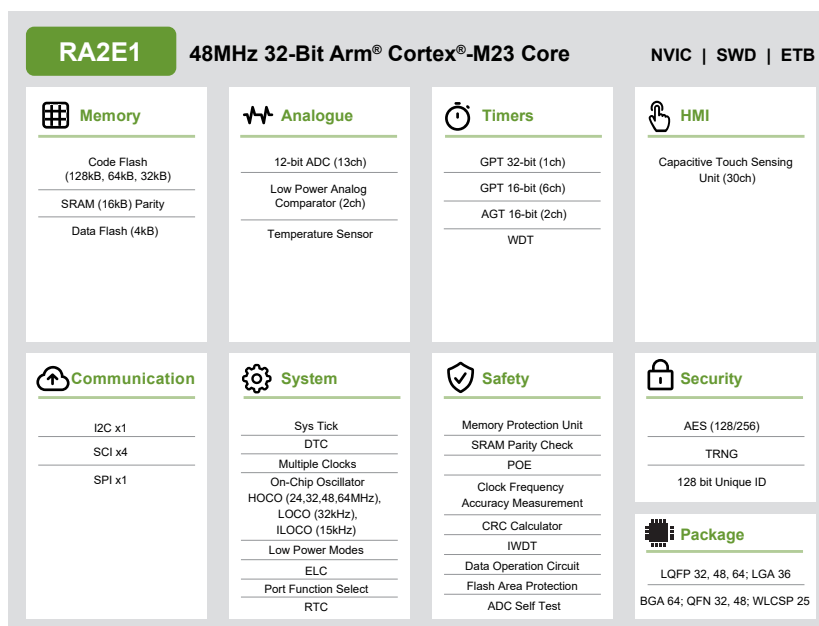 RA2E1
48MHz 32-Bit Arm® Cortex®-M23 Core
NVIC | SWD | ETB
Memory
Code Flash
(128kB, 64kB, 32kB)
SRAM (16kB) Parity
Data Flash (4kB)
Analogue
12-bit ADC (13ch)
Low Power Analog
Comparator (2ch)
Temperature Sensor
Timers
GPT 32-bit (1ch)
GPT 16-bit (6ch)
AGT 16-bit (2ch)
WDT
HMI
Capacitive Touch Sensing
Unit (30ch)
Communication
I2C x1
SCI x4
SPI x1
System
Sys Tick
DTC
Multiple Clocks
On-Chip Oscillator
HOCO (24,32,48,64MHz),
LOCO (32kHz),
ILOCO (15kHz)
Low Power Modes
ELC
Port Function Select
RTC
Safety
Memory Protection Unit
SRAM Parity Check
POE
Clock Frequency
Accuracy Measurement
CRC Calculator
IWDT
Data Operation Circuit
Flash Area Protection
ADC Self Test
Security
AES (128/256)
TRNG
128 bit Unique ID
Package
LQFP 32, 48, 64; LGA 36
BGA 64; QFN 32, 48; WLCSP 25